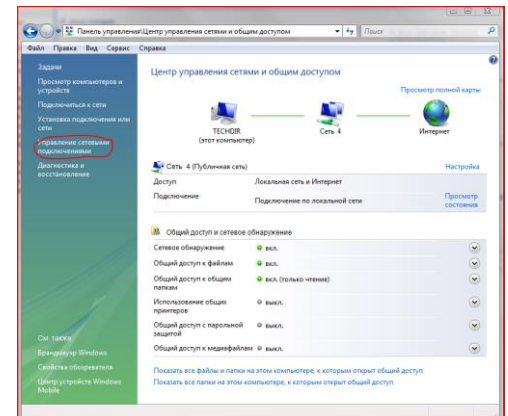 Панель управления\Центр управления сетями и общим доступом
Поиск
Файл Правка Вид Сервис Справка
Задачи
Просмотр компьютеров и
устройств
Подключиться к сети
Установка подключения или
сети
Управление сетевыми
подключениями
Диагностика и
восстановление
См. также
Брандмауэр Windows
Свойства обозревателя
Центр устройств Windows
Mobile
Центр управления сетями и общим доступом
Просмотр полной карты
TECHDIR
(этот компьютер)
Сеть 4
Интернет
Сеть 4 (Публичная сеть)
Настройка
Доступ
Локальная сеть и Интернет
Подключение
Подключение по локальной сети
Просмотр
состояния
Общий доступ и сетевое обнаружение
Сетевое обнаружение
вкл.
Общий доступ к файлам
вкл.
Общий доступ к общим
папкам
вкл. (только чтение)
Использование общих
принтеров
выкл.
Общий доступ с парольной
защитой
выкл.
Общий доступ к медиафайлам
выкл.
Показать все файлы и папки на этом компьютере, к которым открыт общий доступ
Показать все папки на этом компьютере, к которым открыт общий доступ